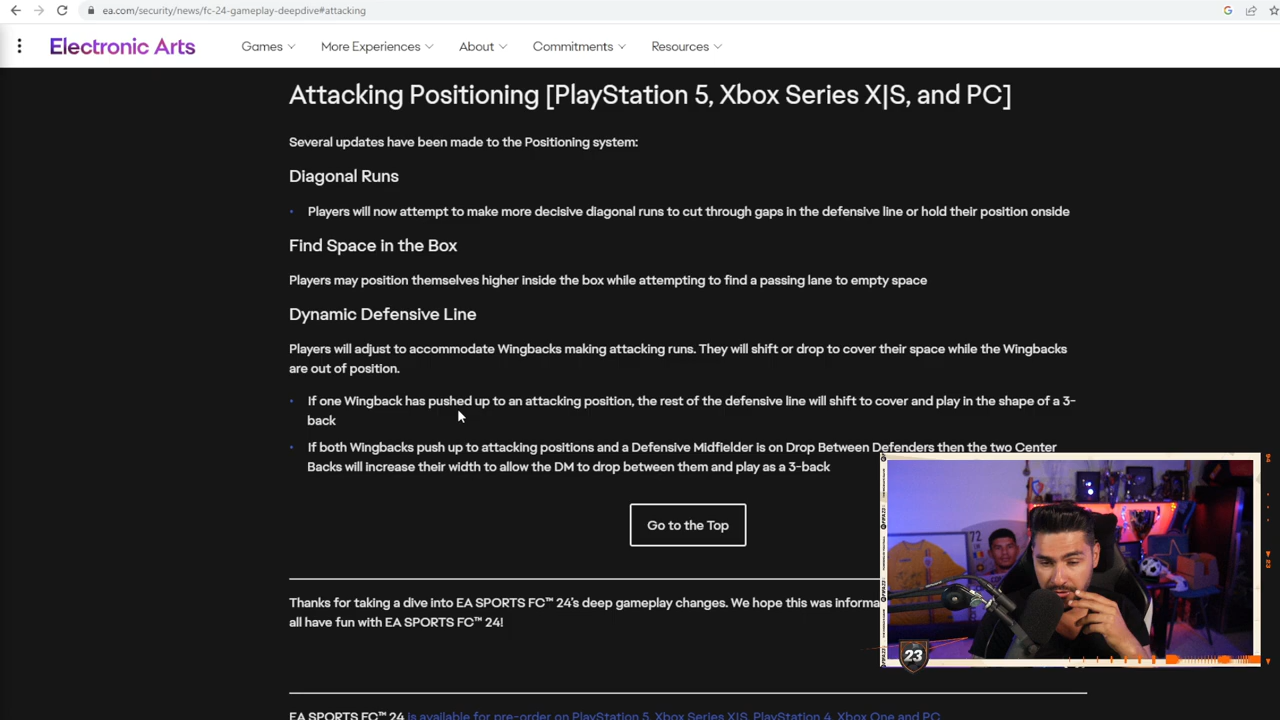 ea.com/security/news/fc-24-gameplay-deepdive#attacking
Electronic Arts Games More Experiences About Commitments Resources
Attacking Positioning [PlayStation 5, Xbox Series X|S, and PC]
Several updates have been made to the Positioning system:
Diagonal Runs
Players will now attempt to make more decisive diagonal runs to cut through gaps in the defensive line or hold their position onside
Find Space in the Box
Players may position themselves higher inside the box while attempting to find a passing lane to empty space
Dynamic Defensive Line
Players will adjust to accommodate Wingbacks making attacking runs. They will shift or drop to cover their space while the Wingbacks
are out of position.
If one Wingback has pushed up to an attacking position, the rest of the defensive line will shift to cover and play in the shape of a 3-
back
If both Wingbacks push up to attacking positions and a Defensive Midfielder is on Drop Between Defenders then the two Center
Backs will increase their width to allow the DM to drop between them and play as a 3-back
Go to the Top
Thanks for taking a dive into EA SPORTS FC™ 24's deep gameplay changes. We hope this was
all have fun with EA SPORTS FC™ 24!
EA SPORTS FC™ 24 is available for pre-order on PlayStation 5, Xbox Series X|S, PlayStation 4, Xbox One and PC
72
23